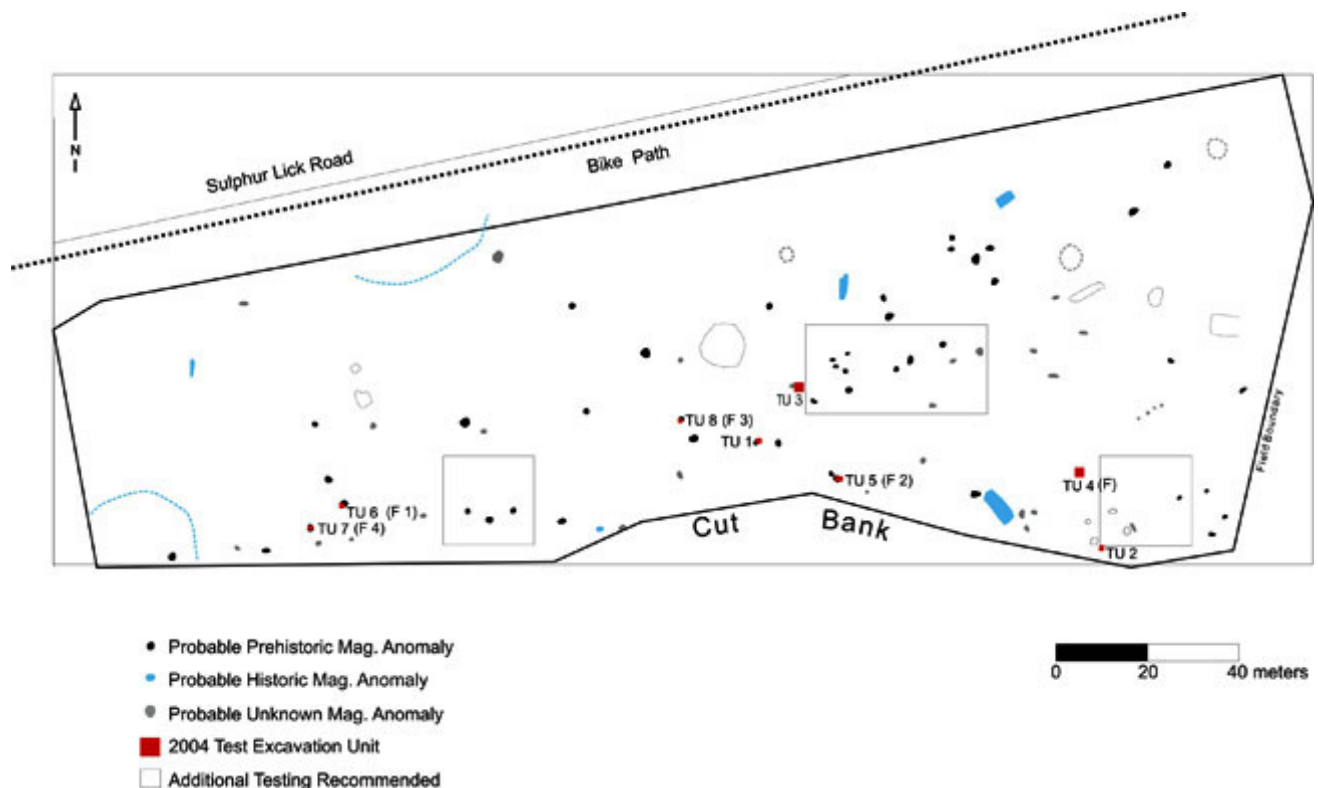 N
Sulphur Lick Road
Bike Path
TU 3
TU 8 (F 3)
TU 1
TU 5 (F 2)
TU 4 (F)
Field Boundary
TU 6 (F 1)
TU 7 (F 4)
Cut Bank
TU 2
Probable Prehistoric Mag. Anomaly
Probable Historic Mag. Anomaly
Probable Unknown Mag. Anomaly
2004 Test Excavation Unit
Additional Testing Recommended
0 20 40 meters